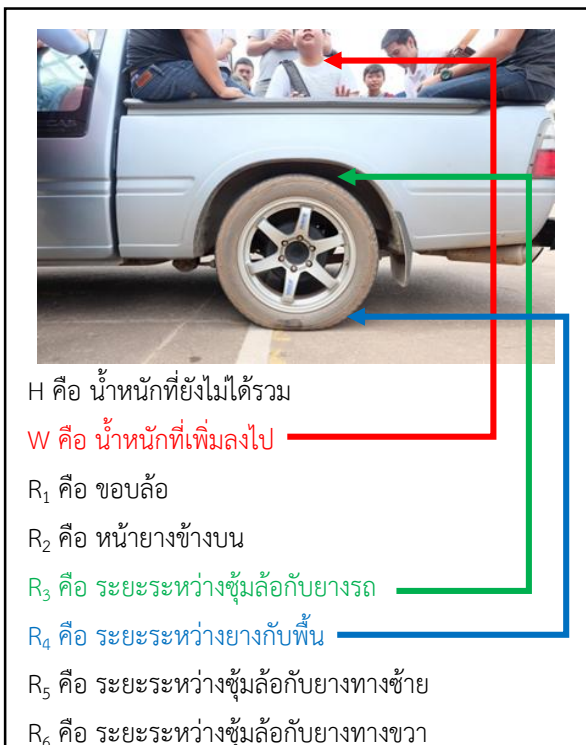 H คือ น้ำหนักที่ยังไม่ได้รวม
W คือ น้ำหนักที่เพิ่มลงไป
R₁ คือ ขอบล้อ
R₂ คือ หน้ายางข้างบน
R₃ คือ ระยะระหว่างซุ้มล้อกับยางรถ
R₄ คือ ระยะระหว่างยางกับพื้น
R₅ คือ ระยะระหว่างซุ้มล้อกับยางทางซ้าย
R₆ คือ ระยะระหว่างซุ้มล้อกับยางทางขวา